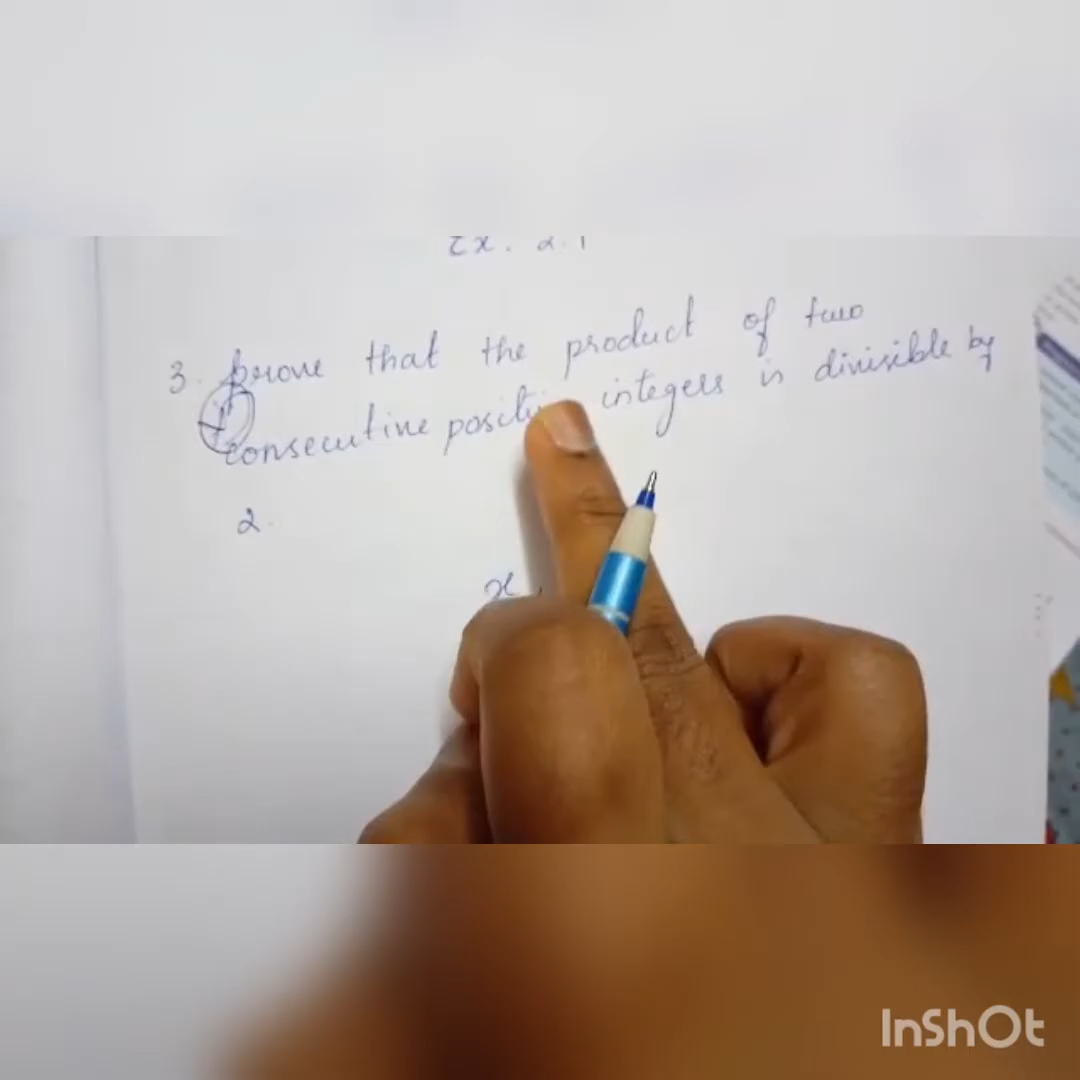 Ex. 2.1
3. prove that the product of two
consecutive integers is divisible by
2.
x
InShOt